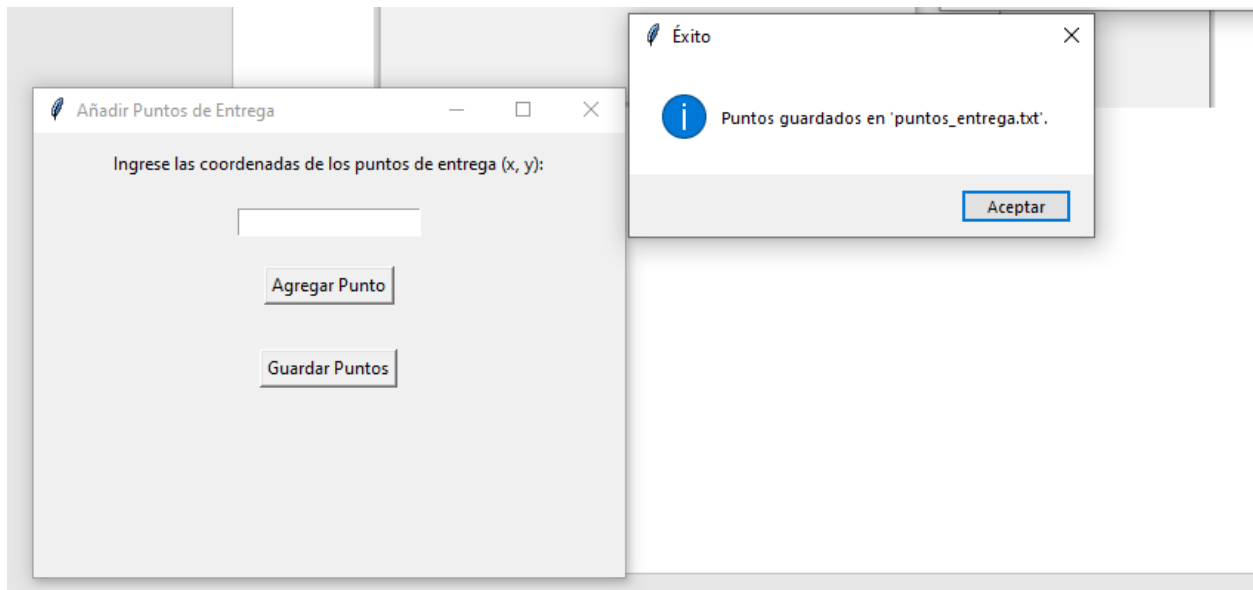 Éxito
Añadir Puntos de Entrega
Puntos guardados en 'puntos_entrega.txt'.
Ingrese las coordenadas de los puntos de entrega (x, y):
Aceptar
Agregar Punto
Guardar Puntos